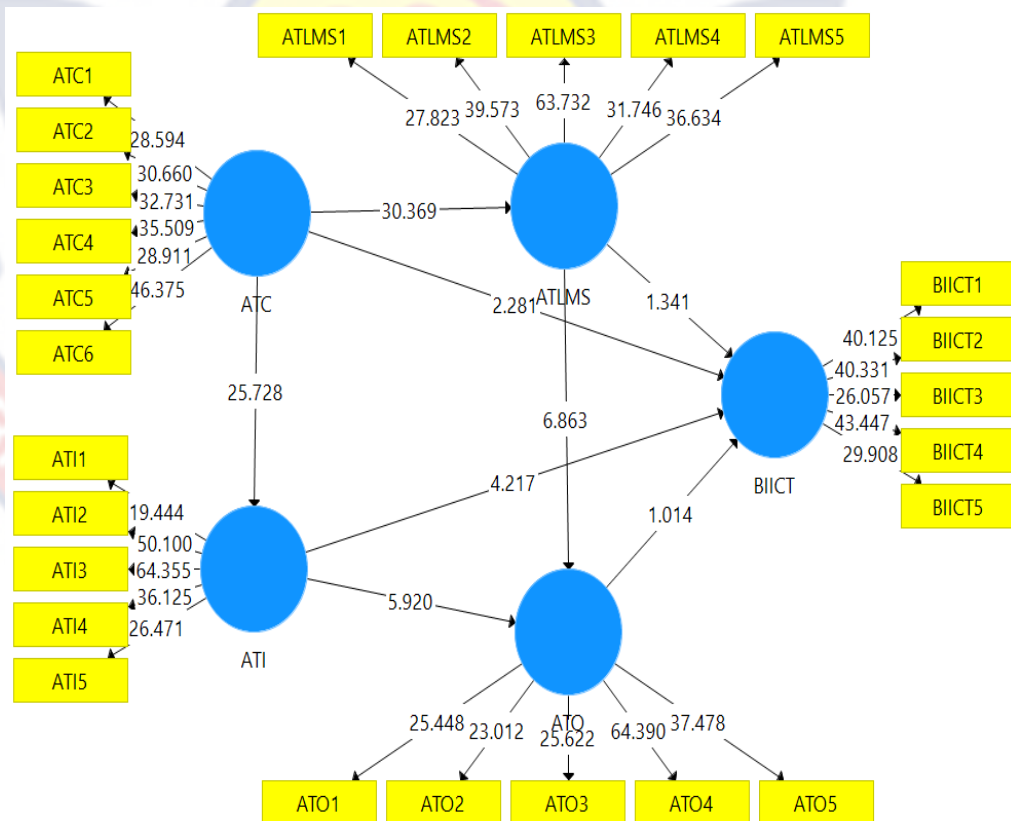 ATLMS1
ATLMS2
ATLMS3
ATLMS4
ATLMS5
27.823
39.573
63.732
31.746
36.634
ATC1
ATC2
ATC3
ATC4
ATC5
ATC6
28.594
30.660
32.731
35.509
28.911
46.375
ATC
30.369
ATLMS
2.281
1.341
25.728
6.863
BIICT1
BIICT2
BIICT3
BIICT4
BIICT5
40.125
40.331
26.057
43.447
29.908
BIICT
ATI1
ATI2
ATI3
ATI4
ATI5
19.444
50.100
64.355
36.125
26.471
ATI
4.217
1.014
5.920
ATO
25.448
23.012
25.622
64.390
37.478
ATO1
ATO2
ATO3
ATO4
ATO5